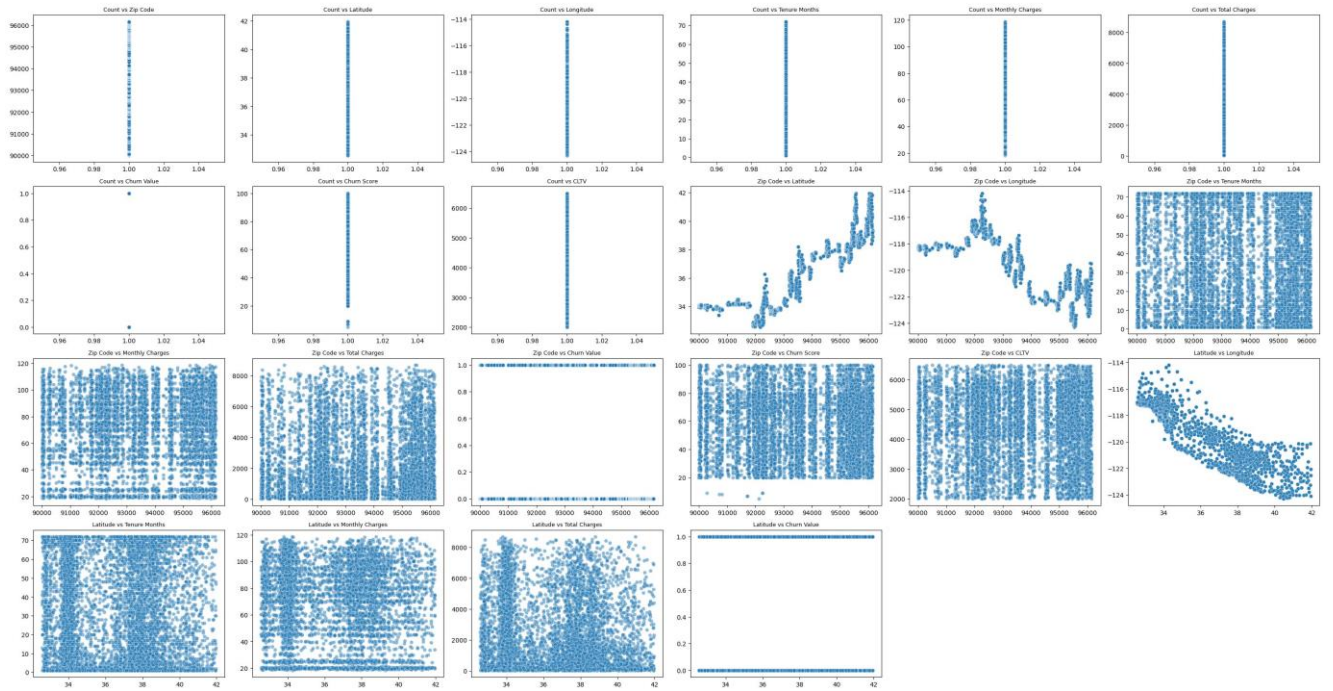 Count vs Zip Code
96000
95000
94000
93000
92000
91000
90000
0.96 0.98 1.00 1.02 1.04
Count vs Latitude
42
40
38
36
34
0.96 0.98 1.00 1.02 1.04
Count vs Longitude
−114
−116
−118
−120
−122
−124
0.96 0.98 1.00 1.02 1.04
Count vs Tenure Months
70
60
50
40
30
20
10
0
0.96 0.98 1.00 1.02 1.04
Count vs Monthly Charges
120
100
80
60
40
20
0.96 0.98 1.00 1.02 1.04
Count vs Total Charges
8000
6000
4000
2000
0
0.96 0.98 1.00 1.02 1.04
Count vs Churn Value
1.0
0.8
0.6
0.4
0.2
0.0
0.96 0.98 1.00 1.02 1.04
Count vs Churn Score
100
80
60
40
20
0.96 0.98 1.00 1.02 1.04
Count vs CLTV
6000
5000
4000
3000
2000
0.96 0.98 1.00 1.02 1.04
Zip Code vs Latitude
42
40
38
36
34
90000 91000 92000 93000 94000 95000 96000
Zip Code vs Longitude
−114
−116
−118
−120
−122
−124
90000 91000 92000 93000 94000 95000 96000
Zip Code vs Tenure Months
70
60
50
40
30
20
10
0
90000 91000 92000 93000 94000 95000 96000
Zip Code vs Monthly Charges
120
100
80
60
40
20
90000 91000 92000 93000 94000 95000 96000
Zip Code vs Total Charges
8000
6000
4000
2000
0
90000 91000 92000 93000 94000 95000 96000
Zip Code vs Churn Value
1.0
0.8
0.6
0.4
0.2
0.0
90000 91000 92000 93000 94000 95000 96000
Zip Code vs Churn Score
100
80
60
40
20
90000 91000 92000 93000 94000 95000 96000
Zip Code vs CLTV
6000
5000
4000
3000
2000
90000 91000 92000 93000 94000 95000 96000
Latitude vs Longitude
−114
−116
−118
−120
−122
−124
34 36 38 40 42
Latitude vs Tenure Months
70
60
50
40
30
20
10
0
34 36 38 40 42
Latitude vs Monthly Charges
120
100
80
60
40
20
34 36 38 40 42
Latitude vs Total Charges
8000
6000
4000
2000
0
34 36 38 40 42
Latitude vs Churn Value
1.0
0.8
0.6
0.4
0.2
0.0
34 36 38 40 42